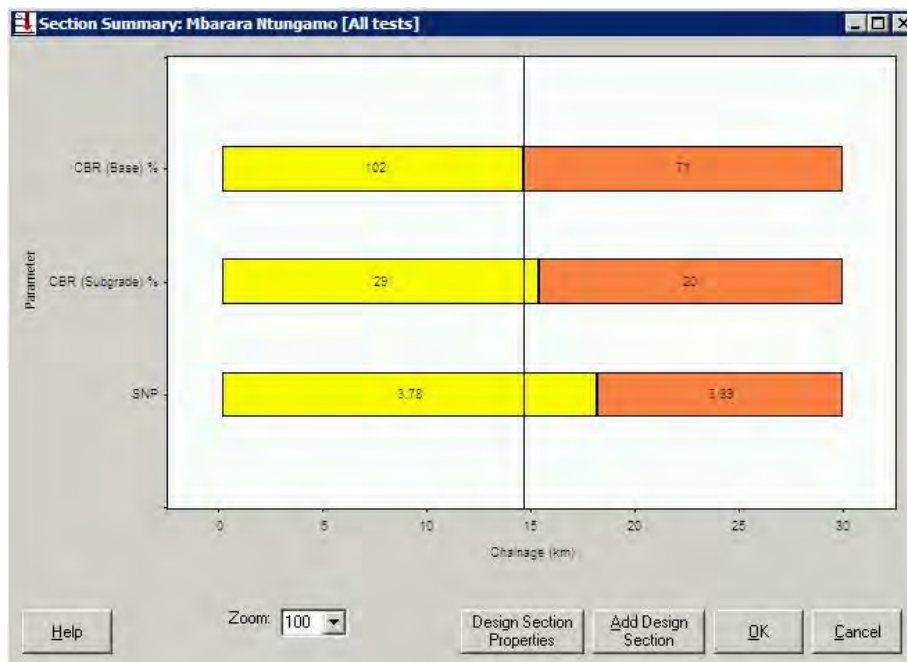 Section Summary: Mbarara Ntungamo [All tests]
CBR (Base) %
102
71
CBR (Subgrade) %
29
20
SNP
3.78
Parameter
0 5 10 15 20 25 30
Chainage (km)
Help
Zoom: 100
Design Section
Properties
Add Design
Section
OK
Cancel